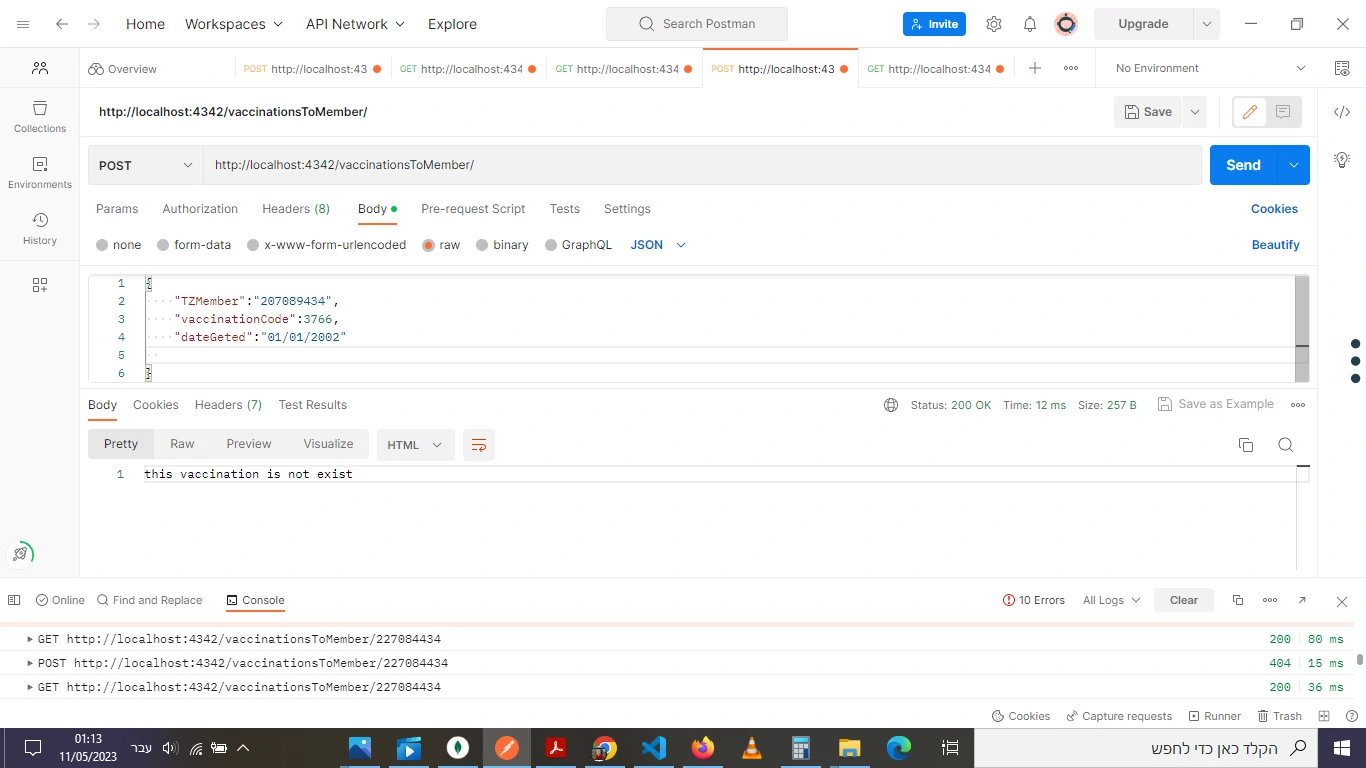 Home Workspaces API Network Explore Search Postman Invite Upgrade
Overview POST http://localhost:43 GET http://localhost:434 GET http://localhost:434 POST http://localhost:43 GET http://localhost:434 No Environment
http://localhost:4342/vaccinationsToMember/ Save
Collections
POST http://localhost:4342/vaccinationsToMember/ Send
Environments
Params Authorization Headers (8) Body Pre-request Script Tests Settings Cookies
History
none form-data x-www-form-urlencoded raw binary GraphQL JSON Beautify
1 {
2 "TZMember":"207089434",
3 "vaccinationCode":3766,
4 "dateGeted":"01/01/2002"
5
6 }
Body Cookies Headers (7) Test Results Status: 200 OK Time: 12 ms Size: 257 B Save as Example
Pretty Raw Preview Visualize HTML
1 this vaccination is not exist
Online Find and Replace Console 10 Errors All Logs Clear
GET http://localhost:4342/vaccinationsToMember/227084434 200 80 ms
POST http://localhost:4342/vaccinationsToMember/227084434 404 15 ms
GET http://localhost:4342/vaccinationsToMember/227084434 200 36 ms
Cookies Capture requests Runner Trash
01:13
11/05/2023
עבר
הקלד כאן כדי לחפש